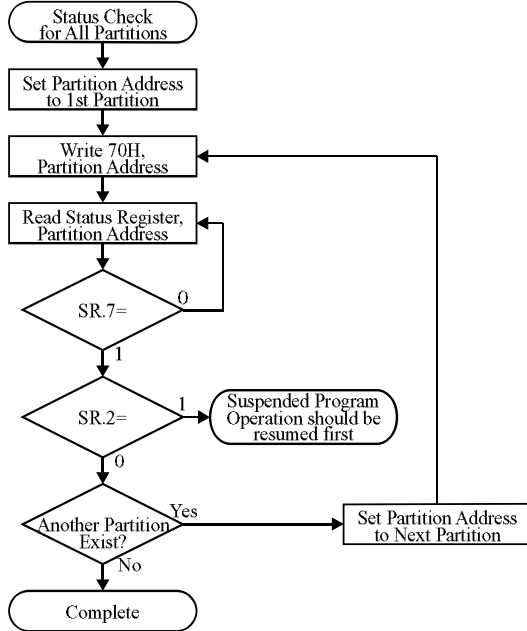 Status Check
for All Partitions
Set Partition Address
to 1st Partition
Write 70H,
Partition Address
Read Status Register,
Partition Address
0
SR.7=
1
SR.2=
1
Suspended Program
Operation should be
resumed first
0
Another Partition
Exist?
Yes
Set Partition Address
to Next Partition
No
Complete